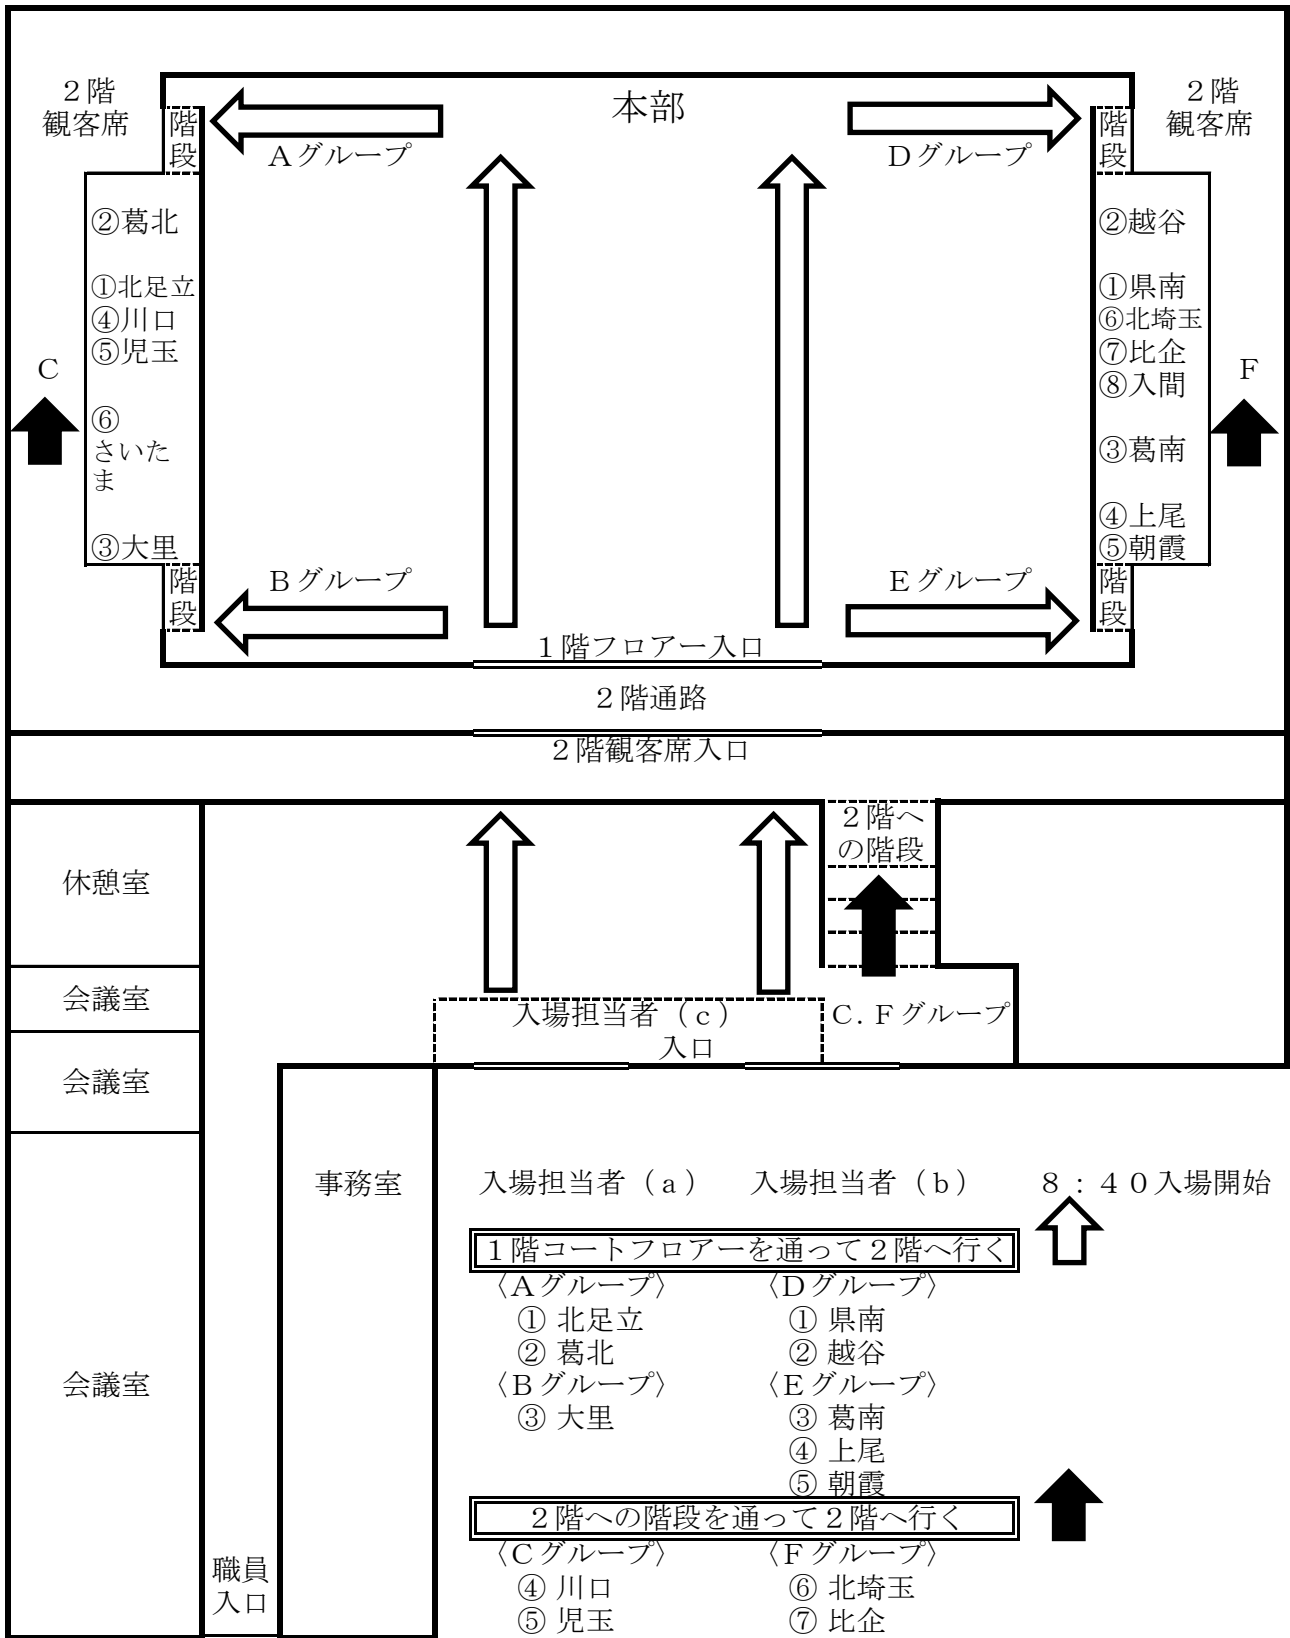 ２階
観客席
本部
２階
観客席
階
段
Ａグループ
Ｄグループ
階
段
②葛北
①北足立
④川口
⑤児玉
⑥
さいた
ま
③大里
Ｃ
②越谷
①県南
⑥北埼玉
⑦比企
⑧入間
③葛南
④上尾
⑤朝霞
Ｆ
階
段
Ｂグループ
Ｅグループ
階
段
１階フロアー入口
２階通路
２階観客席入口
２階へ
の階段
休憩室
会議室
入場担当者（ｃ）
入口
Ｃ．Ｆグループ
会議室
事務室
入場担当者（ａ）
入場担当者（ｂ）
８：４０入場開始
１階コートフロアーを通って２階へ行く
〈Ａグループ〉
〈Ｄグループ〉
① 北足立
① 県南
② 葛北
② 越谷
会議室
〈Ｂグループ〉
〈Ｅグループ〉
③ 大里
③ 葛南
④ 上尾
⑤ 朝霞
２階への階段を通って２階へ行く
〈Ｃグループ〉
〈Ｆグループ〉
職員
入口
④ 川口
⑥ 北埼玉
⑤ 児玉
⑦ 比企